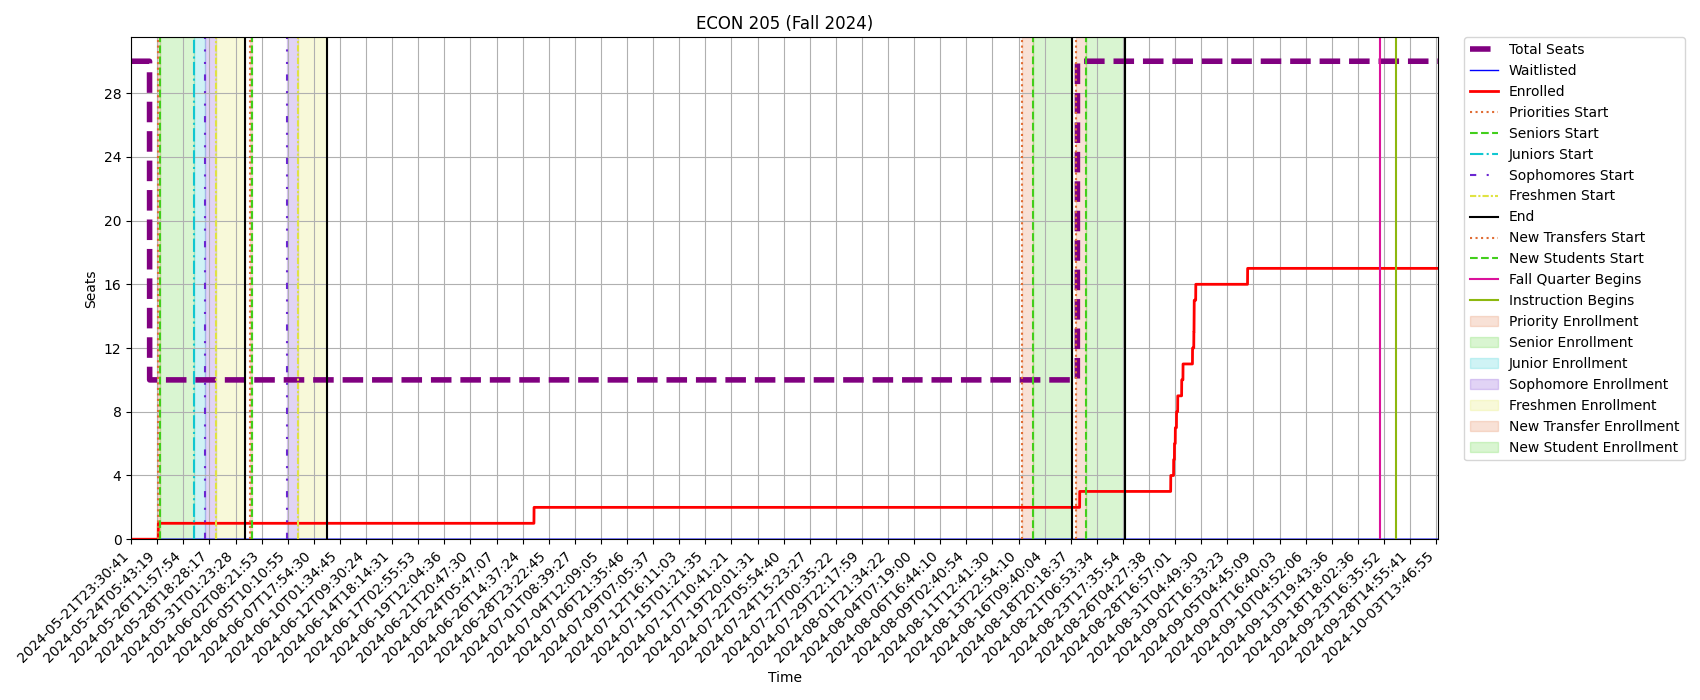 ECON 205 (Fall 2024)
Seats
28
24
20
16
12
8
4
0
2024-05-21T23:30:41
2024-05-24T05:43:19
2024-05-26T11:57:54
2024-05-28T18:28:17
2024-05-31T01:23:28
2024-06-02T08:21:53
2024-06-05T01:10:55
2024-06-07T17:54:30
2024-06-10T01:34:45
2024-06-12T09:30:24
2024-06-14T18:14:31
2024-06-17T02:55:53
2024-06-19T12:04:36
2024-06-21T20:47:30
2024-06-24T05:47:07
2024-06-26T14:37:24
2024-06-28T23:22:45
2024-07-01T08:39:27
2024-07-04T12:09:05
2024-07-06T21:35:46
2024-07-09T07:05:37
2024-07-12T16:11:03
2024-07-15T01:21:35
2024-07-17T10:41:21
2024-07-19T20:01:31
2024-07-22T05:54:40
2024-07-24T15:23:27
2024-07-27T00:35:22
2024-07-29T22:17:59
2024-08-01T21:34:22
2024-08-04T07:19:00
2024-08-06T16:44:10
2024-08-09T02:40:54
2024-08-11T12:41:30
2024-08-13T22:54:10
2024-08-16T09:40:04
2024-08-18T20:18:37
2024-08-21T06:53:34
2024-08-23T17:35:54
2024-08-26T04:27:38
2024-08-28T16:57:01
2024-08-31T04:49:30
2024-09-02T16:33:23
2024-09-05T04:45:09
2024-09-07T16:40:03
2024-09-10T04:52:06
2024-09-13T19:43:36
2024-09-18T18:02:36
2024-09-23T16:35:52
2024-09-28T14:55:41
2024-10-03T13:46:55
Time
Total Seats
Waitlisted
Enrolled
Priorities Start
Seniors Start
Juniors Start
Sophomores Start
Freshmen Start
End
New Transfers Start
New Students Start
Fall Quarter Begins
Instruction Begins
Priority Enrollment
Senior Enrollment
Junior Enrollment
Sophomore Enrollment
Freshmen Enrollment
New Transfer Enrollment
New Student Enrollment